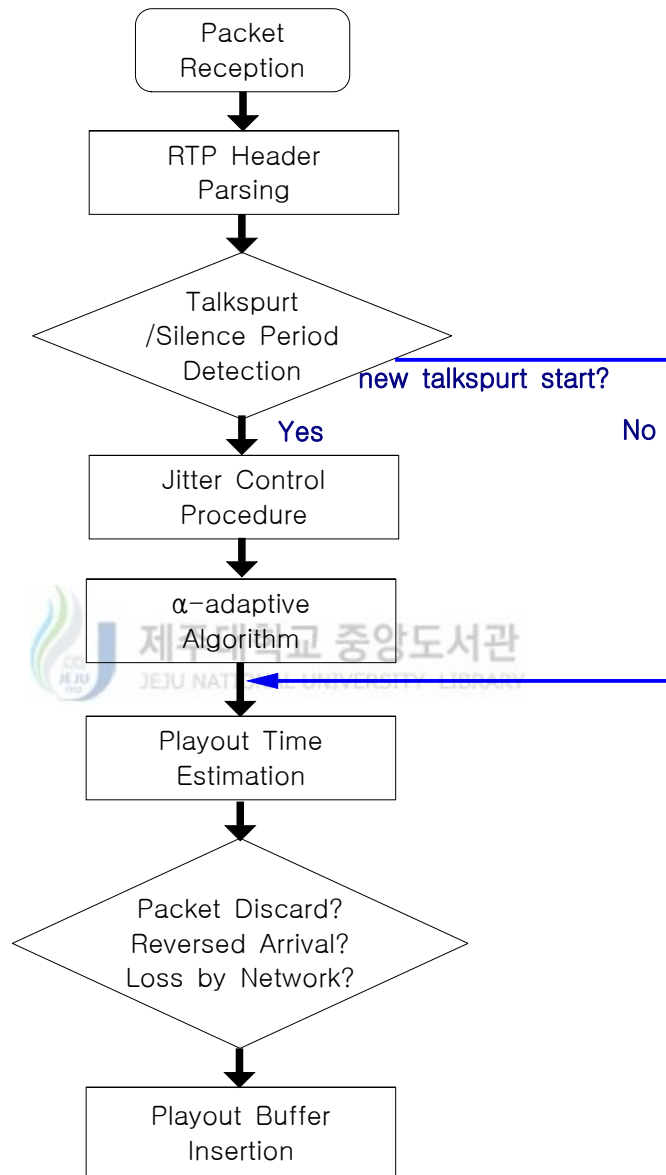 Packet
Reception
RTP Header
Parsing
Talkspurt
/Silence Period
Detection
new talkspurt start?
Yes
No
Jitter Control
Procedure
α-adaptive
Algorithm
제주대학교 중앙도서관
JEJU NATIONAL UNIVERSITY LIBRARY
JEJU
1952
Playout Time
Estimation
Packet Discard?
Reversed Arrival?
Loss by Network?
Playout Buffer
Insertion